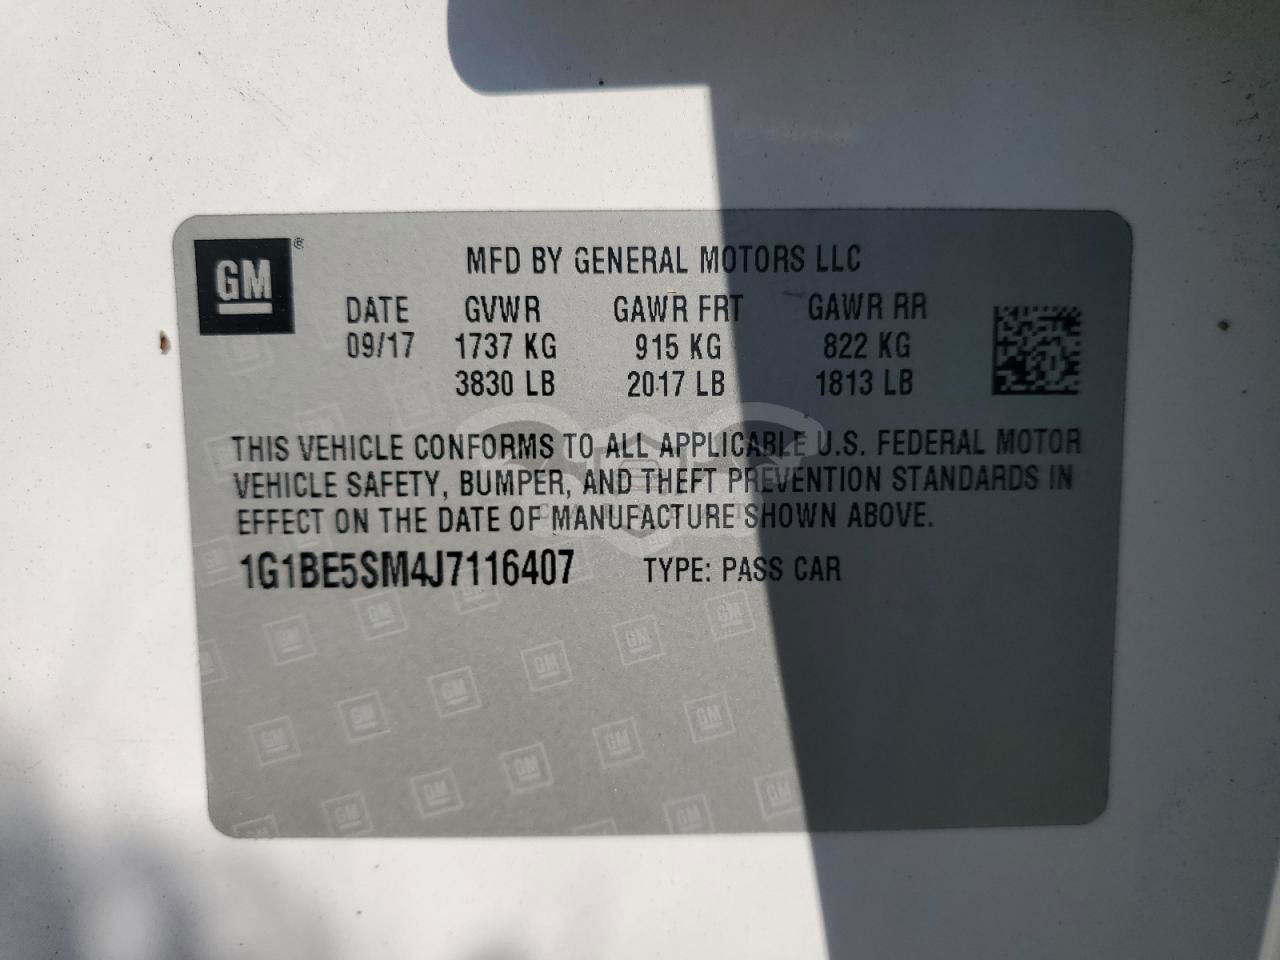 GM ®
MFD BY GENERAL MOTORS LLC
DATE GVWR GAWR FRT GAWR RR
09/17 1737 KG 915 KG 822 KG
3830 LB 2017 LB 1813 LB
THIS VEHICLE CONFORMS TO ALL APPLICABLE U.S. FEDERAL MOTOR
VEHICLE SAFETY, BUMPER, AND THEFT PREVENTION STANDARDS IN
EFFECT ON THE DATE OF MANUFACTURE SHOWN ABOVE.
1G1BE5SM4J7116407 TYPE: PASS CAR